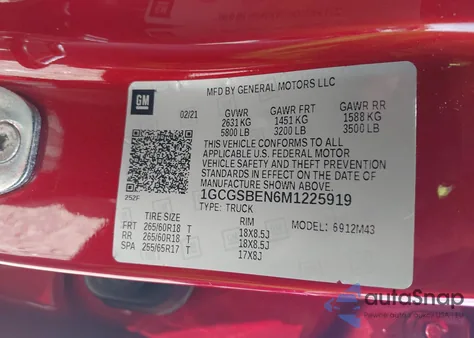 GM
MFD BY GENERAL MOTORS LLC
02/21 GVWR GAWR FRT GAWR RR
2631 KG 1451 KG 1588 KG
5800 LB 3200 LB 3500 LB
THIS VEHICLE CONFORMS TO ALL
APPLICABLE U.S. FEDERAL MOTOR
VEHICLE SAFETY AND THEFT PREVENTION
STANDARDS IN EFFECT ON THE DATE OF
MANUFACTURE SHOWN ABOVE.
252F 1GCGSBEN6M1225919
TYPE: TRUCK
TIRE SIZE RIM MODEL: 6912M43
FRT 265/60R18 T 18X8.5J
RR 265/60R18 T 18X8.5J
SPA 265/65R17 T 17X8J
autoSnap